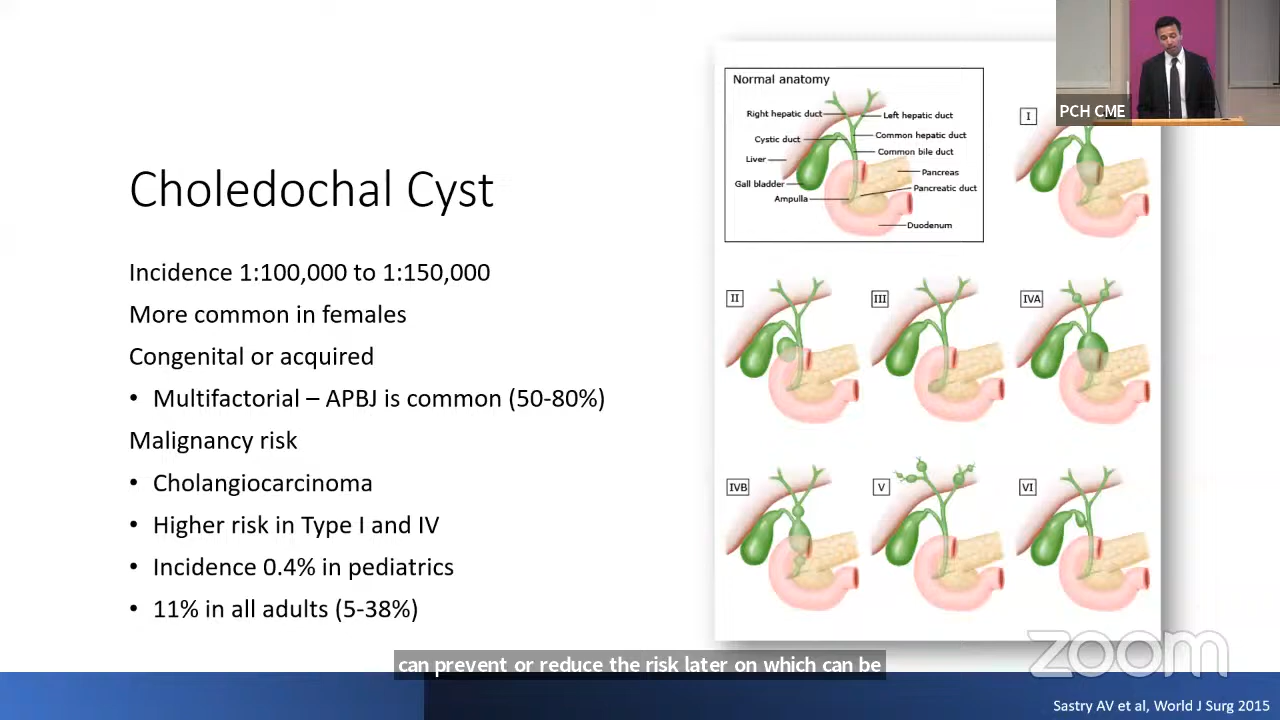 PCH CME
Choledochal Cyst
Incidence 1:100,000 to 1:150,000
More common in females
Congenital or acquired
• Multifactorial – APBJ is common (50-80%)
Malignancy risk
• Cholangiocarcinoma
• Higher risk in Type I and IV
• Incidence 0.4% in pediatrics
• 11% in all adults (5-38%)
Normal anatomy
Right hepatic duct
Left hepatic duct
Cystic duct
Common hepatic duct
Common bile duct
Liver
Pancreas
Gall bladder
Pancreatic duct
Ampulla
Duodenum
I
II
III
IVA
IVB
V
VI
zoom
can prevent or reduce the risk later on which can be
Sastry AV et al, World J Surg 2015